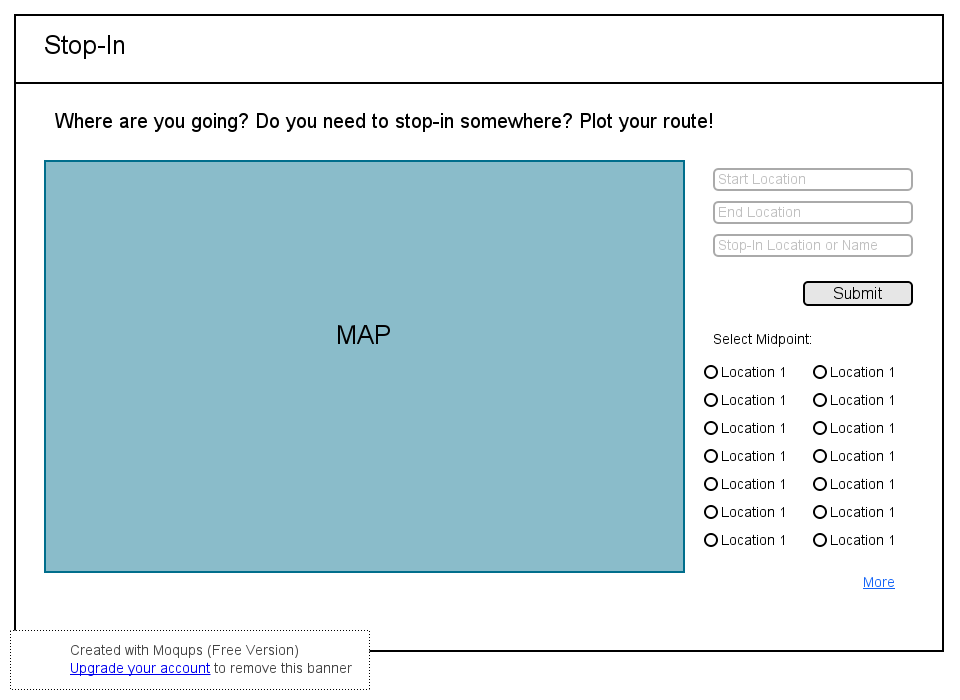 Stop-In
Where are you going? Do you need to stop-in somewhere? Plot your route!
MAP
Start Location
End Location
Stop-In Location or Name
Submit
Select Midpoint:
Location 1 Location 1
Location 1 Location 1
Location 1 Location 1
Location 1 Location 1
Location 1 Location 1
Location 1 Location 1
Location 1 Location 1
More
Created with Moqups (Free Version)
Upgrade your account to remove this banner